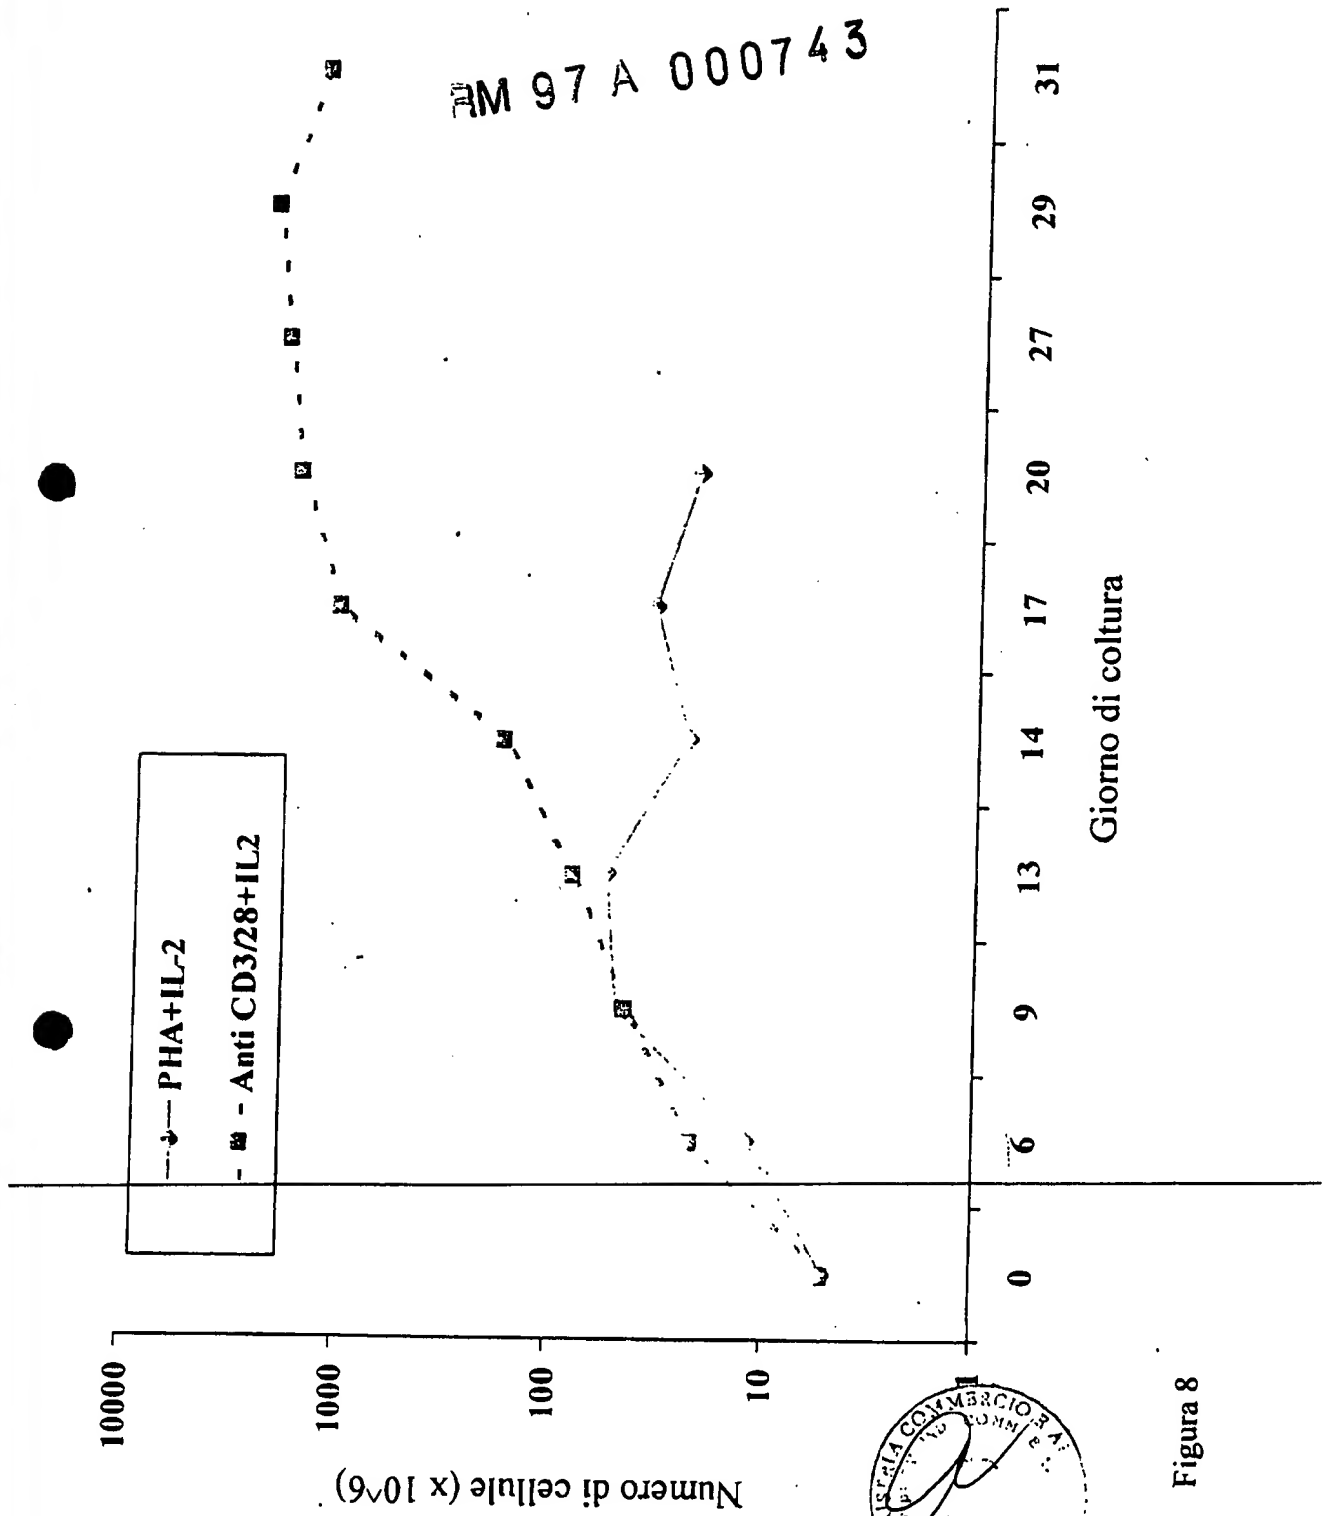 RM 97 A 000743
PHA+IL-2
Anti CD3/28+IL2
Numero di cellule (x 10^6)
10000
1000
100
10
1
0 6 9 13 14 17 20 27 29 31
Giorno di coltura
Figura 8
COMMERCIO